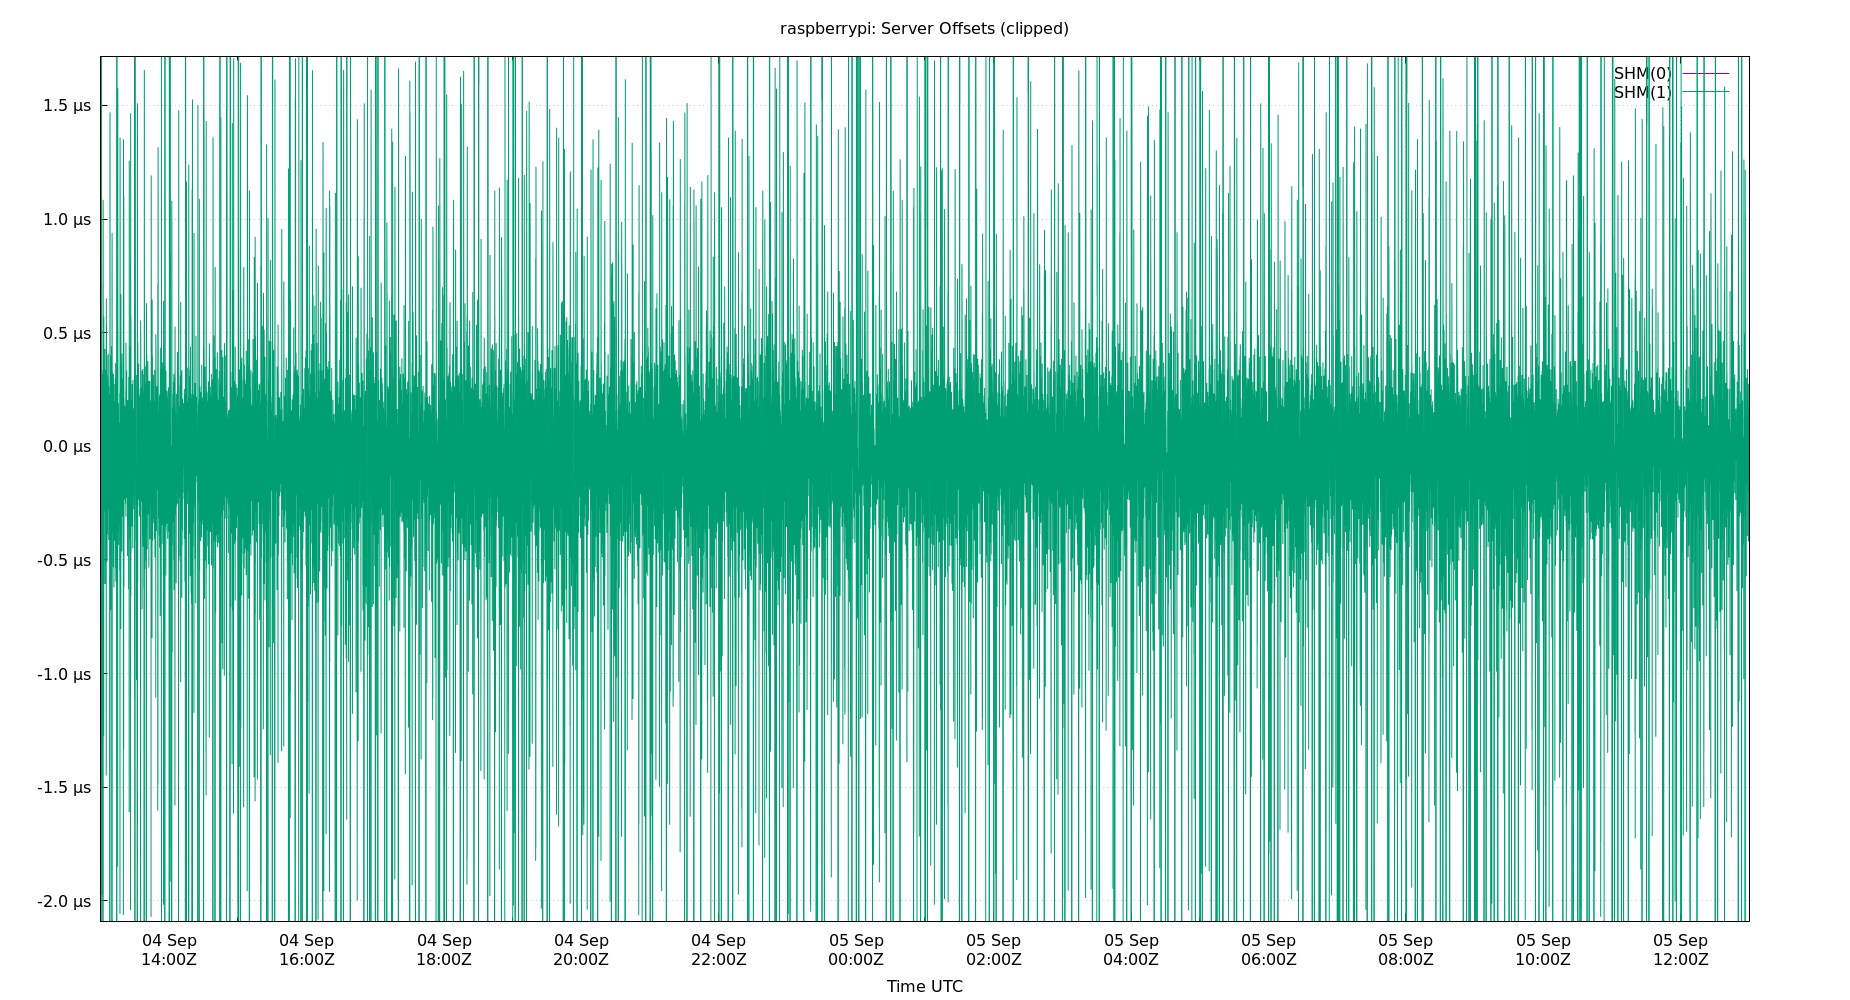 raspberrypi: Server Offsets (clipped)
SHM(0)
SHM(1)
1.5 µs
1.0 µs
0.5 µs
0.0 µs
-0.5 µs
-1.0 µs
-1.5 µs
-2.0 µs
04 Sep 04 Sep 04 Sep 04 Sep 04 Sep 05 Sep 05 Sep 05 Sep 05 Sep 05 Sep 05 Sep 05 Sep
14:00Z 16:00Z 18:00Z 20:00Z 22:00Z 00:00Z 02:00Z 04:00Z 06:00Z 08:00Z 10:00Z 12:00Z
Time UTC